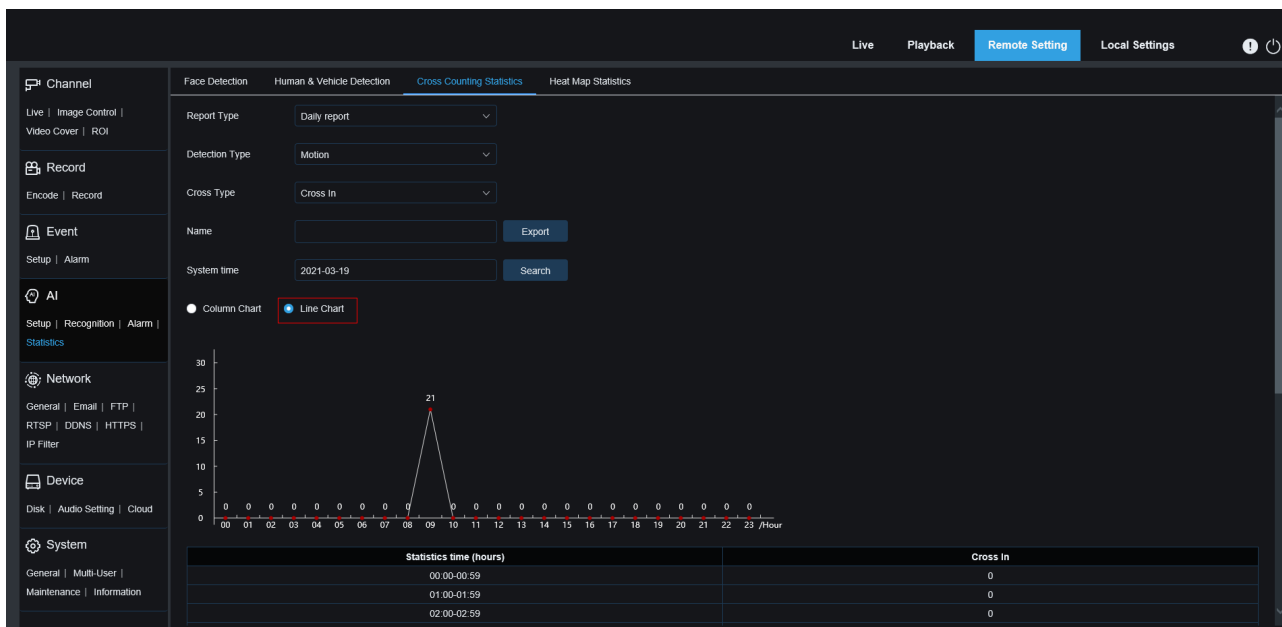 Live Playback Remote Setting Local Settings
Channel
Live | Image Control |
Video Cover | ROI
Record
Encode | Record
Event
Setup | Alarm
AI
Setup | Recognition | Alarm |
Statistics
Network
General | Email | FTP |
RTSP | DDNS | HTTPS |
IP Filter
Device
Disk | Audio Setting | Cloud
System
General | Multi-User |
Maintenance | Information
Face Detection Human & Vehicle Detection Cross Counting Statistics Heat Map Statistics
Report Type Daily report
Detection Type Motion
Cross Type Cross In
Name Export
System time 2021-03-19 Search
Column Chart Line Chart
30
25
21
20
15
10
5
0 0 0 0 0 0 0 0 0 0 0 0 0 0 0 0 0 0 0 0 0 0 0
0
00 01 02 03 04 05 06 07 08 09 10 11 12 13 14 15 16 17 18 19 20 21 22 23 /Hour
Statistics time (hours) Cross In
00:00-00:59 0
01:00-01:59 0
02:00-02:59 0